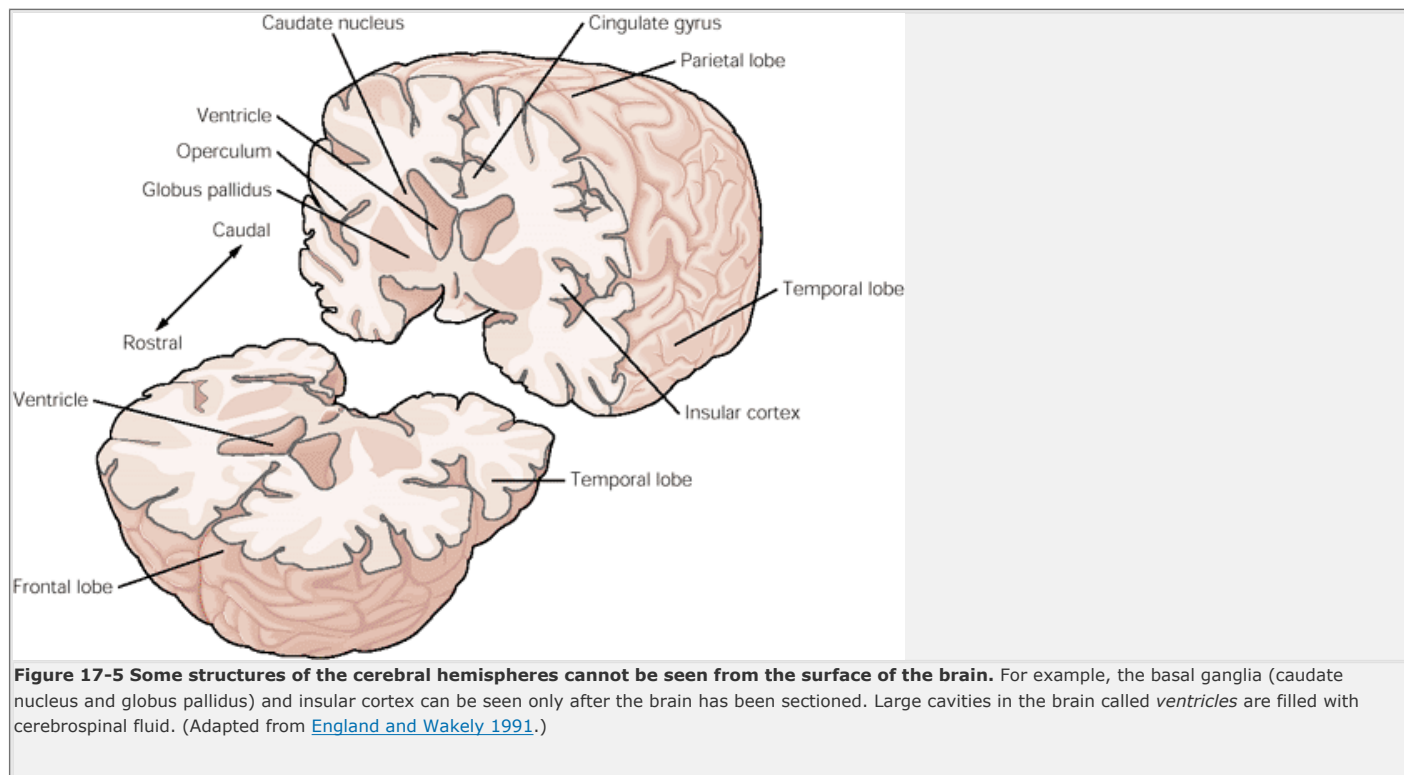 Caudate nucleus
Cingulate gyrus
Parietal lobe
Ventricle
Operculum
Globus pallidus
Caudal
Temporal lobe
Rostral
Ventricle
Insular cortex
Temporal lobe
Frontal lobe
Figure 17-5 Some structures of the cerebral hemispheres cannot be seen from the surface of the brain. For example, the basal ganglia (caudate
nucleus and globus pallidus) and insular cortex can be seen only after the brain has been sectioned. Large cavities in the brain called ventricles are filled with
cerebrospinal fluid. (Adapted from England and Wakely 1991.)